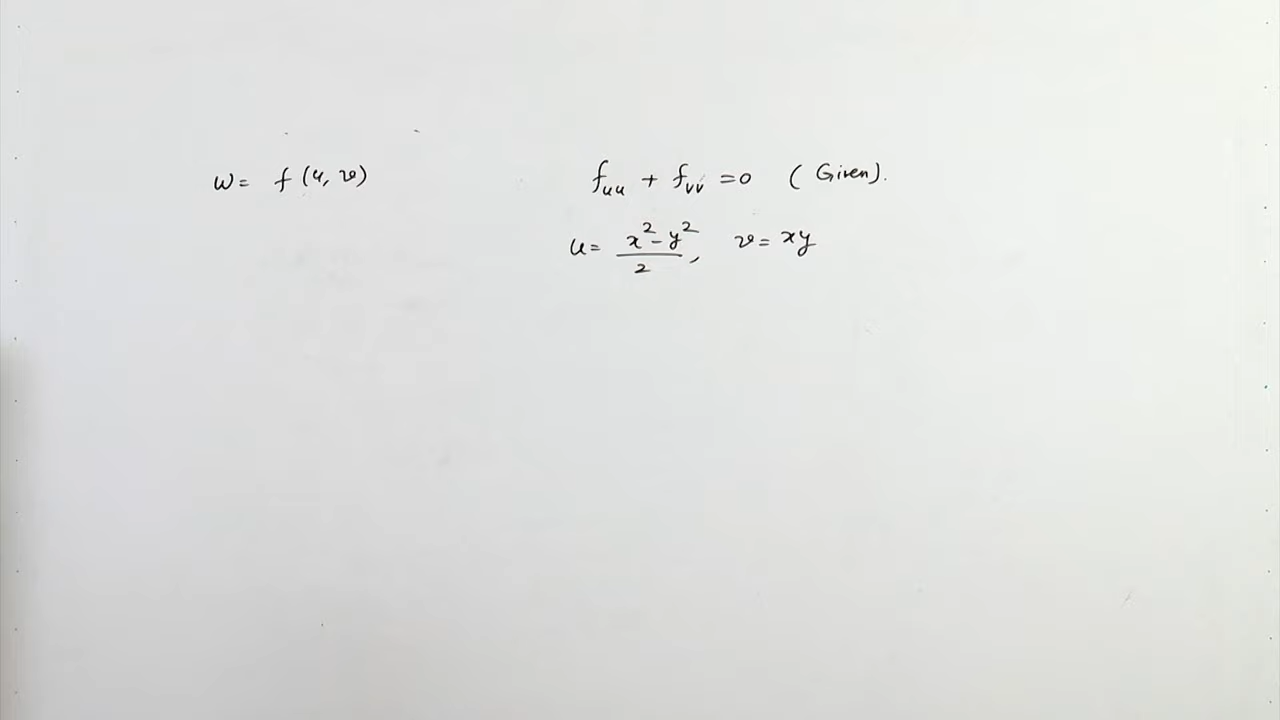 w = f(u, v)
f_uu + f_vv = 0 (Given).
u = (x² - y²)/2, v = xy